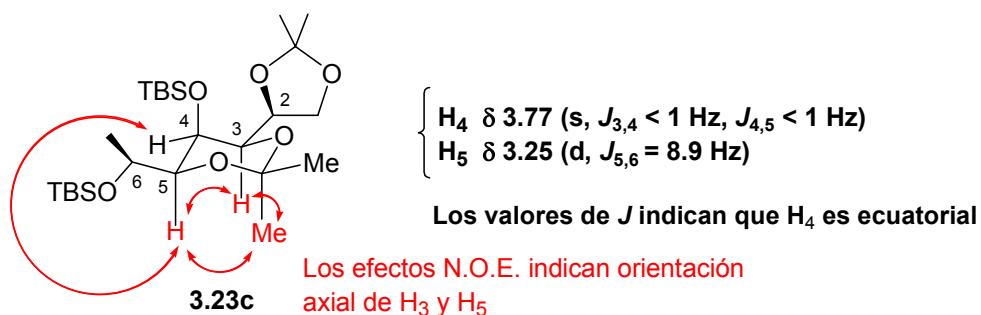 O O
TBSO
2
4
3
H
O
O
Me
TBSO
6
5
H
H
Me
3.23c
H4 δ 3.77 (s, J3,4 < 1 Hz, J4,5 < 1 Hz)
H5 δ 3.25 (d, J5,6 = 8.9 Hz)
Los valores de J indican que H4 es ecuatorial
Los efectos N.O.E. indican orientación
axial de H3 y H5